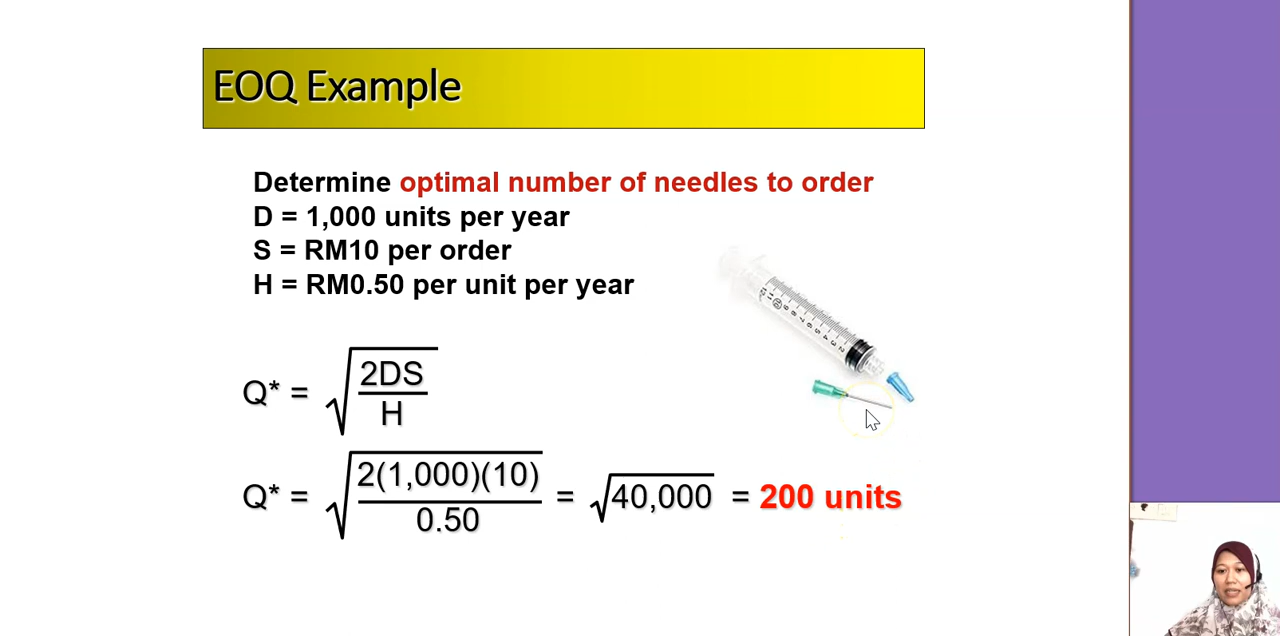 EOQ Example
Determine optimal number of needles to order
D = 1,000 units per year
S = RM10 per order
H = RM0.50 per unit per year
Q* = √(2DS / H)
Q* = √(2(1,000)(10) / 0.50) = √40,000 = 200 units